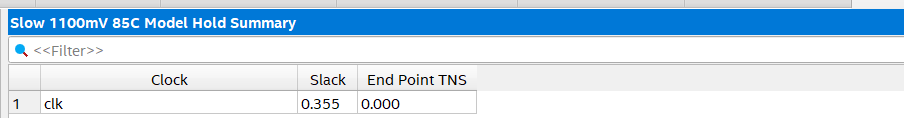 Slow 1100mV 85C Model Hold Summary
<<Filter>>
Clock Slack End Point TNS
1 clk 0.355 0.000